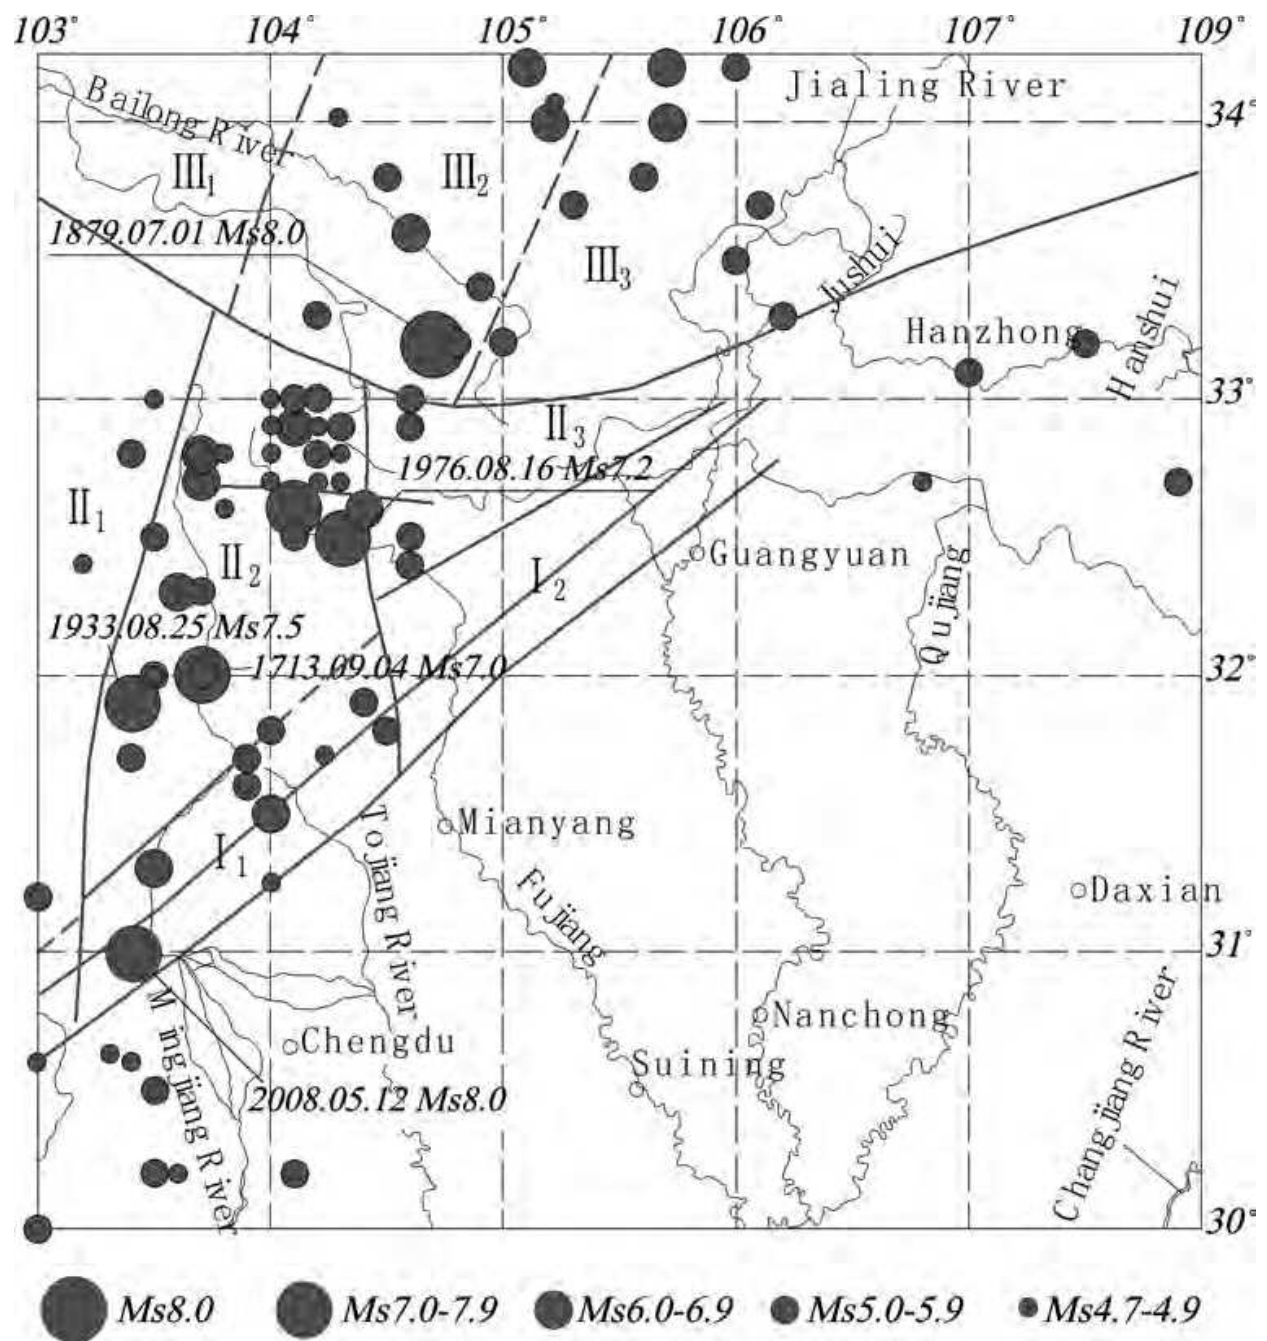 103° 104° 105° 106° 107° 109°
Jialing River
Bailong River
34°
III1
III2
1879.07.01 Ms8.0
III3
Jushui
Hanzhong
Hanshui
33°
II3
1976.08.16 Ms7.2
II1
II2
I2
Guangyuan
Qujiang
1933.08.25 Ms7.5
1713.09.04 Ms7.0
32°
Mianyang
I1
Tojiang River
Fujiang
Daxian
31°
Mingjiang River
Chengdu
Nanchong
Suining
2008.05.12 Ms8.0
Changjiang River
30°
Ms8.0 Ms7.0-7.9 Ms6.0-6.9 Ms5.0-5.9 Ms4.7-4.9